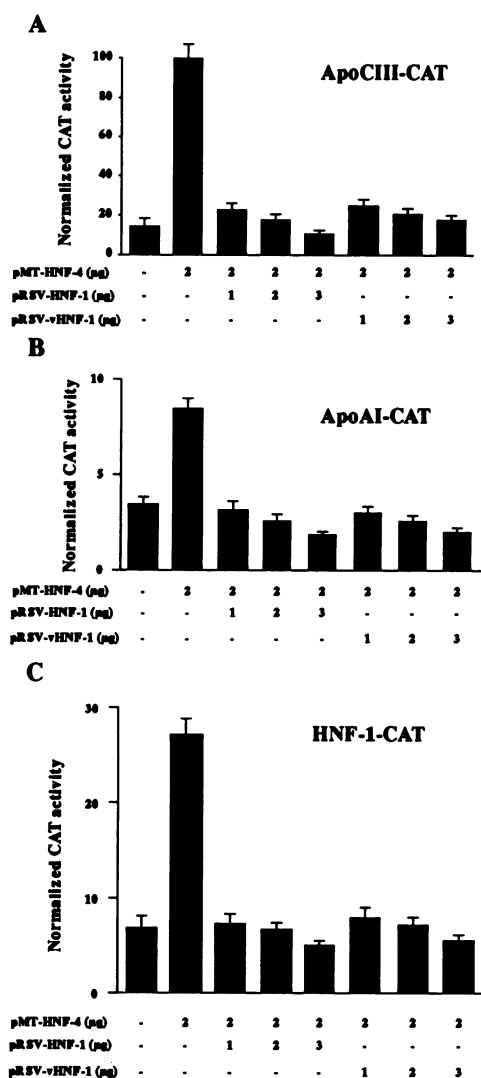 A
ApoCIII-CAT
Normalized CAT activity
100
80
60
40
20
0
pMT-HNF-4 (µg) - 2 2 2 2 2 2 2
pRSV-HNF-1 (µg) - - 1 2 3 - - -
pRSV-vHNF-1 (µg) - - - - - 1 2 3
B
ApoAI-CAT
Normalized CAT activity
10
5
0
pMT-HNF-4 (µg) - 2 2 2 2 2 2 2
pRSV-HNF-1 (µg) - - 1 2 3 - - -
pRSV-vHNF-1 (µg) - - - - - 1 2 3
C
HNF-1-CAT
Normalized CAT activity
30
20
10
0
pMT-HNF-4 (µg) - 2 2 2 2 2 2 2
pRSV-HNF-1 (µg) - - 1 2 3 - - -
pRSV-vHNF-1 (µg) - - - - - 1 2 3